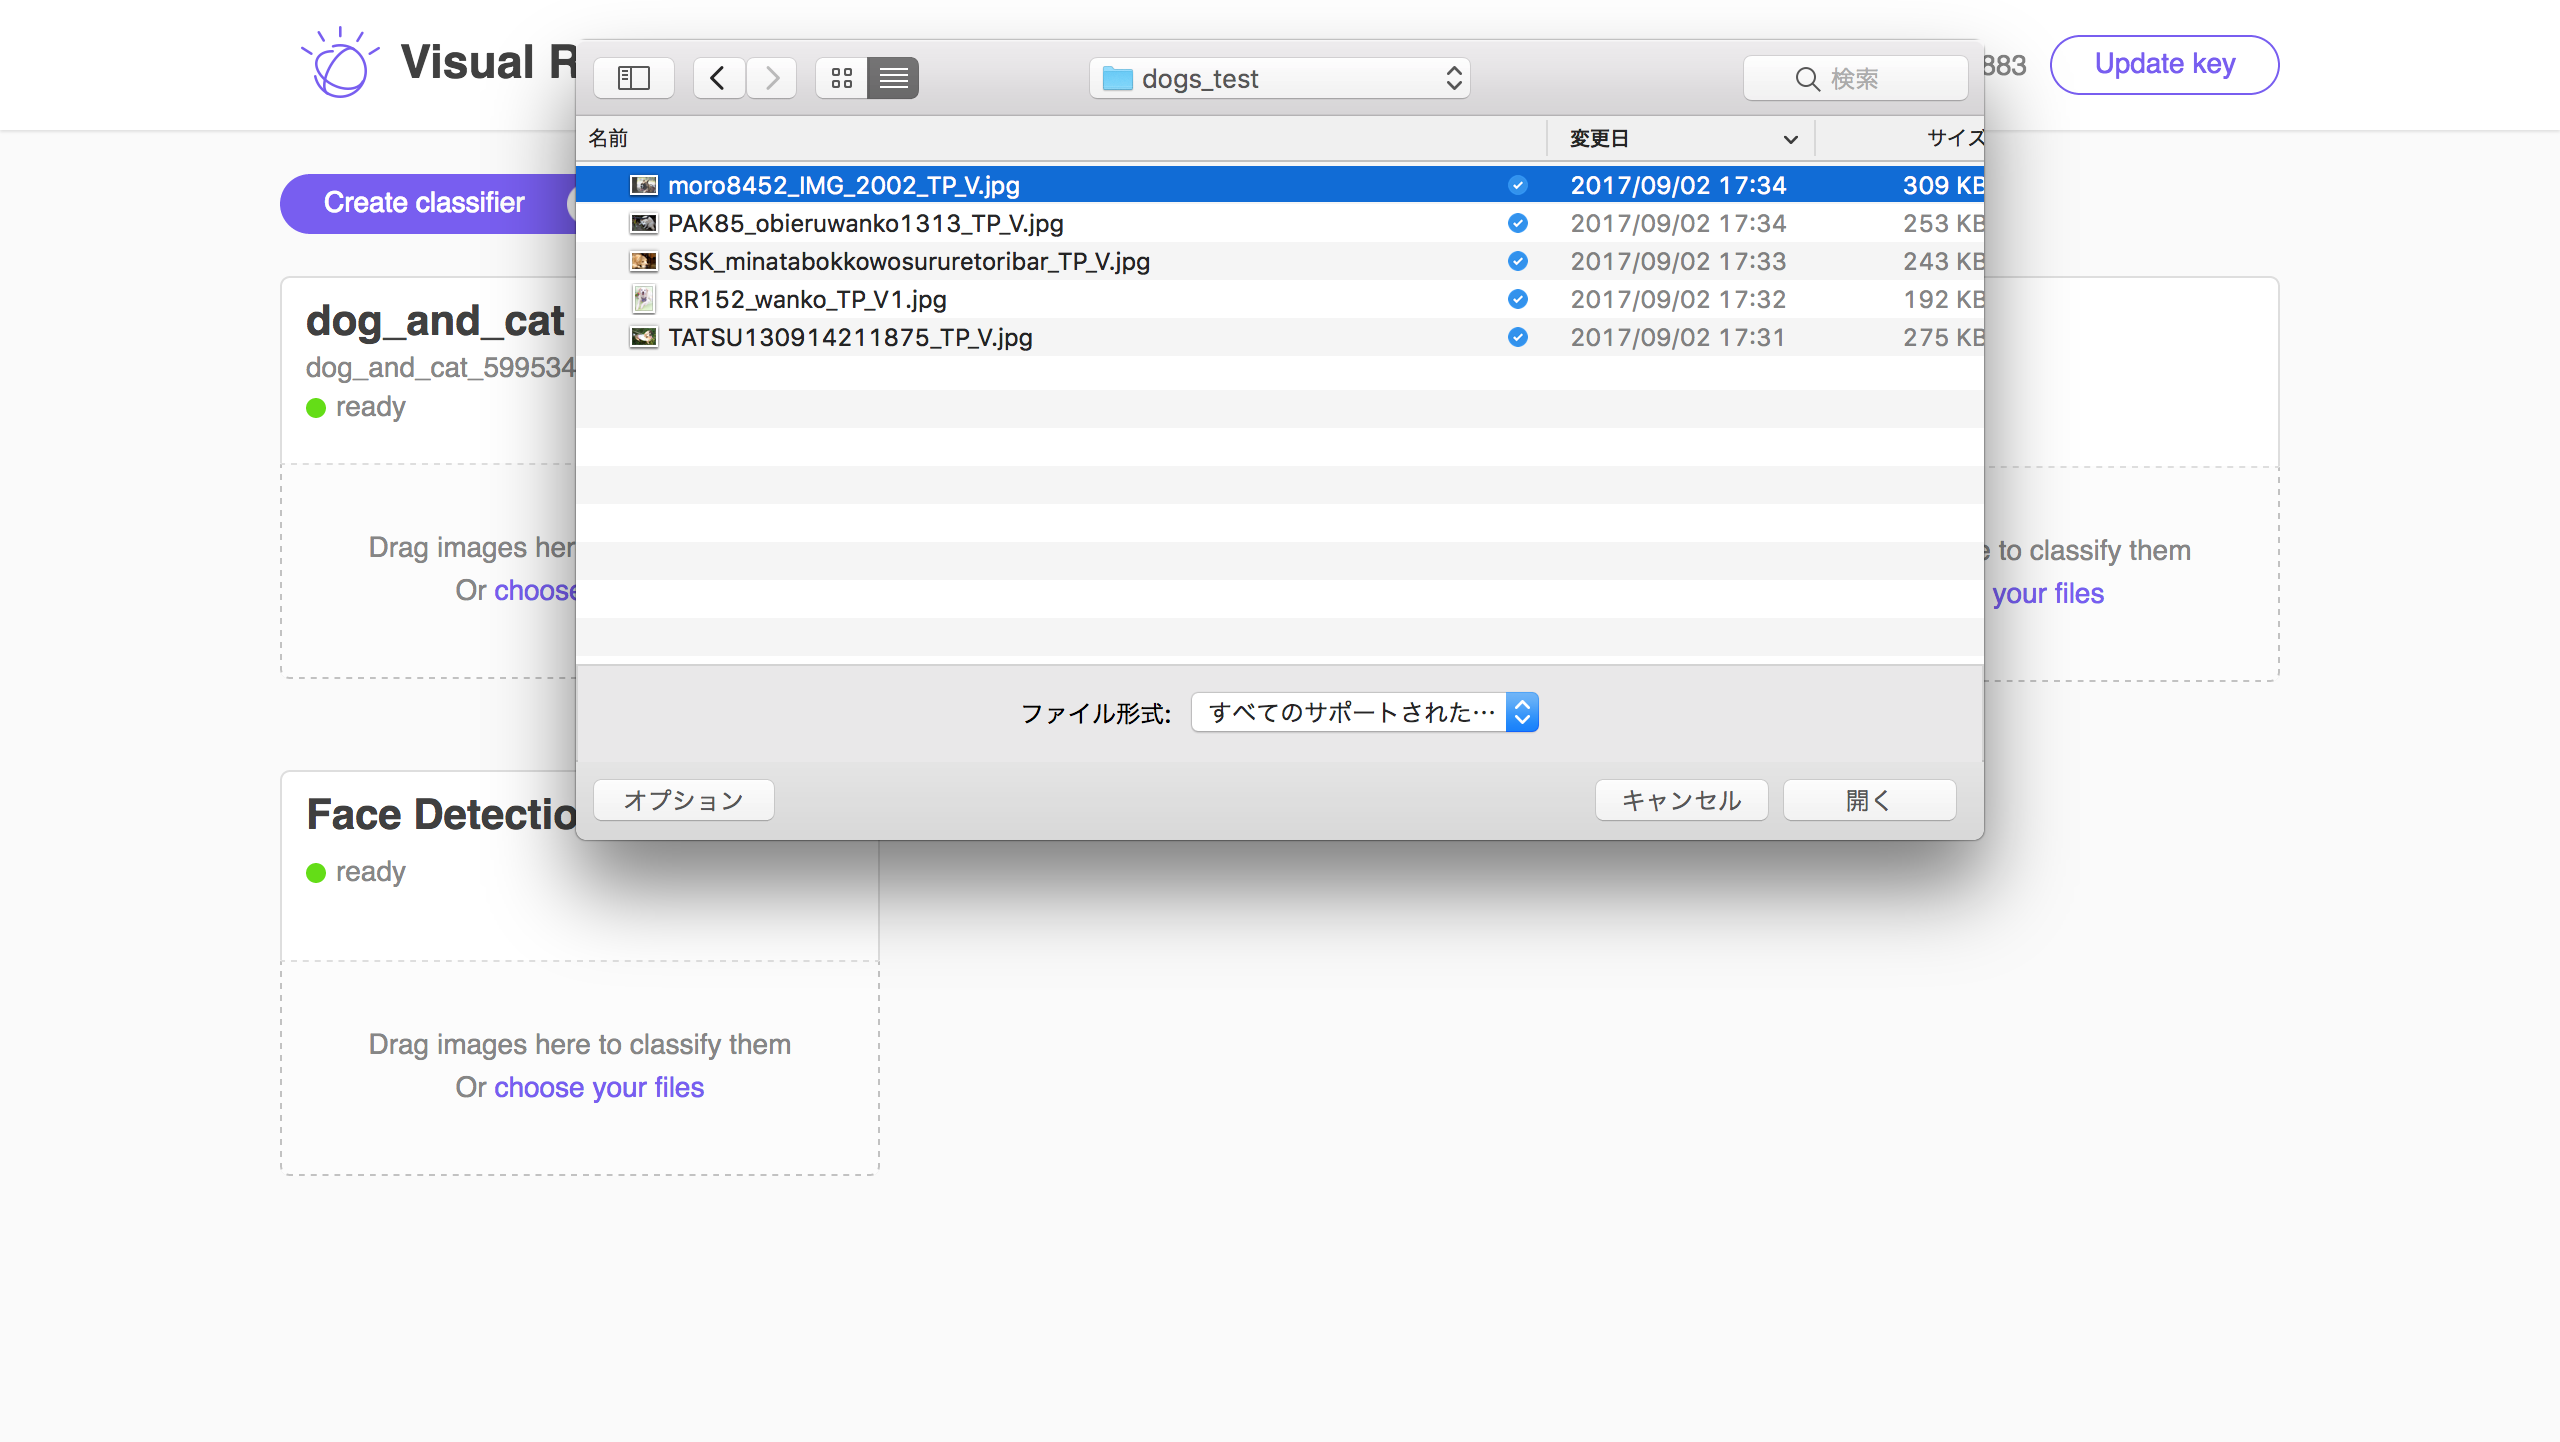 Visual R
dogs_test
検索
883
Update key
名前
変更日
サイズ
Create classifier
moro8452_IMG_2002_TP_V.jpg 2017/09/02 17:34 309 KB
PAK85_obieruwanko1313_TP_V.jpg 2017/09/02 17:34 253 KB
SSK_minatabokkowosururetoribar_TP_V.jpg 2017/09/02 17:33 243 KB
RR152_wanko_TP_V1.jpg 2017/09/02 17:32 192 KB
TATSU130914211875_TP_V.jpg 2017/09/02 17:31 275 KB
dog_and_cat
dog_and_cat_599534
ready
Drag images her
Or choose
e to classify them
your files
ファイル形式: すべてのサポートされた…
オプション
キャンセル
開く
Face Detectio
ready
Drag images here to classify them
Or choose your files